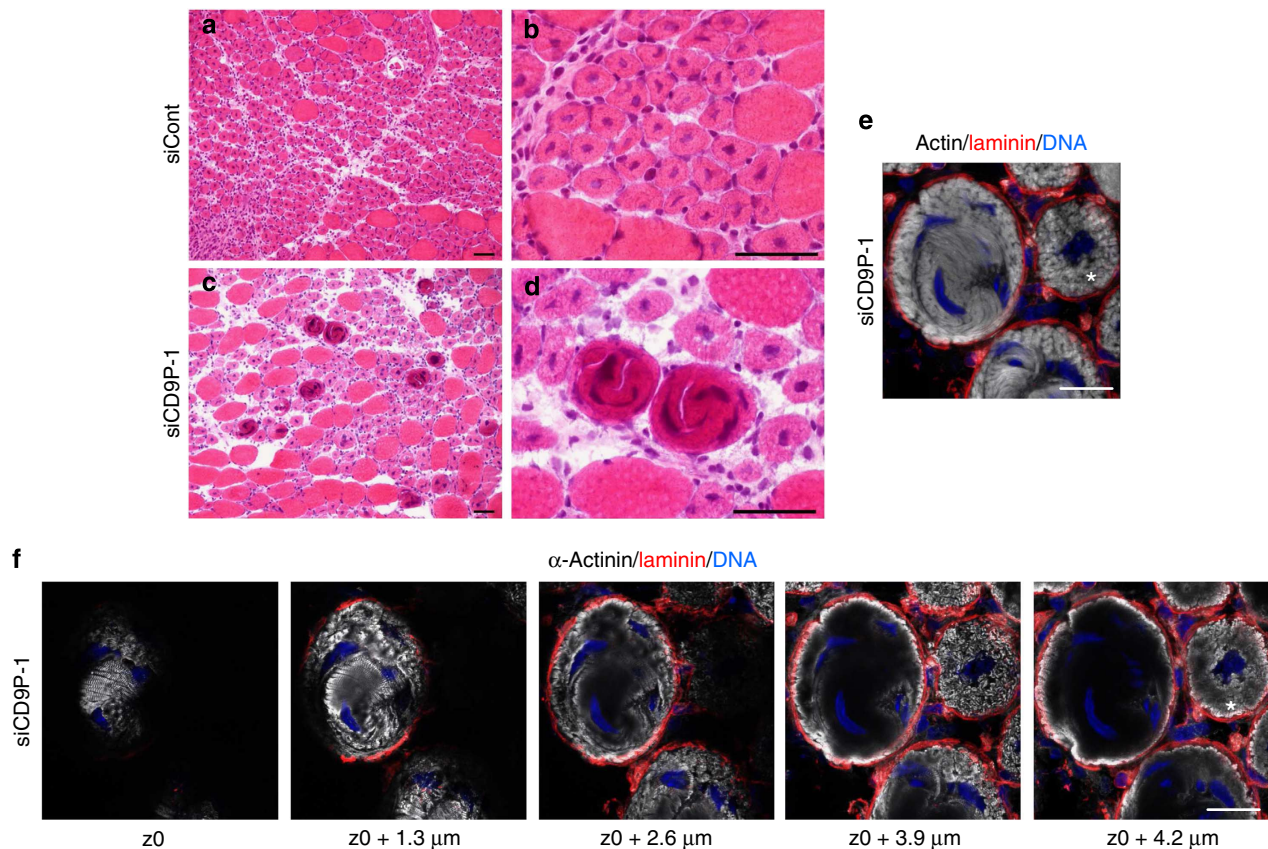 a
b
siCont
c
d
siCD9P-1
e
Actin/laminin/DNA
siCD9P-1
*
f
α-Actinin/laminin/DNA
siCD9P-1
*
z0
z0 + 1.3 μm
z0 + 2.6 μm
z0 + 3.9 μm
z0 + 4.2 μm